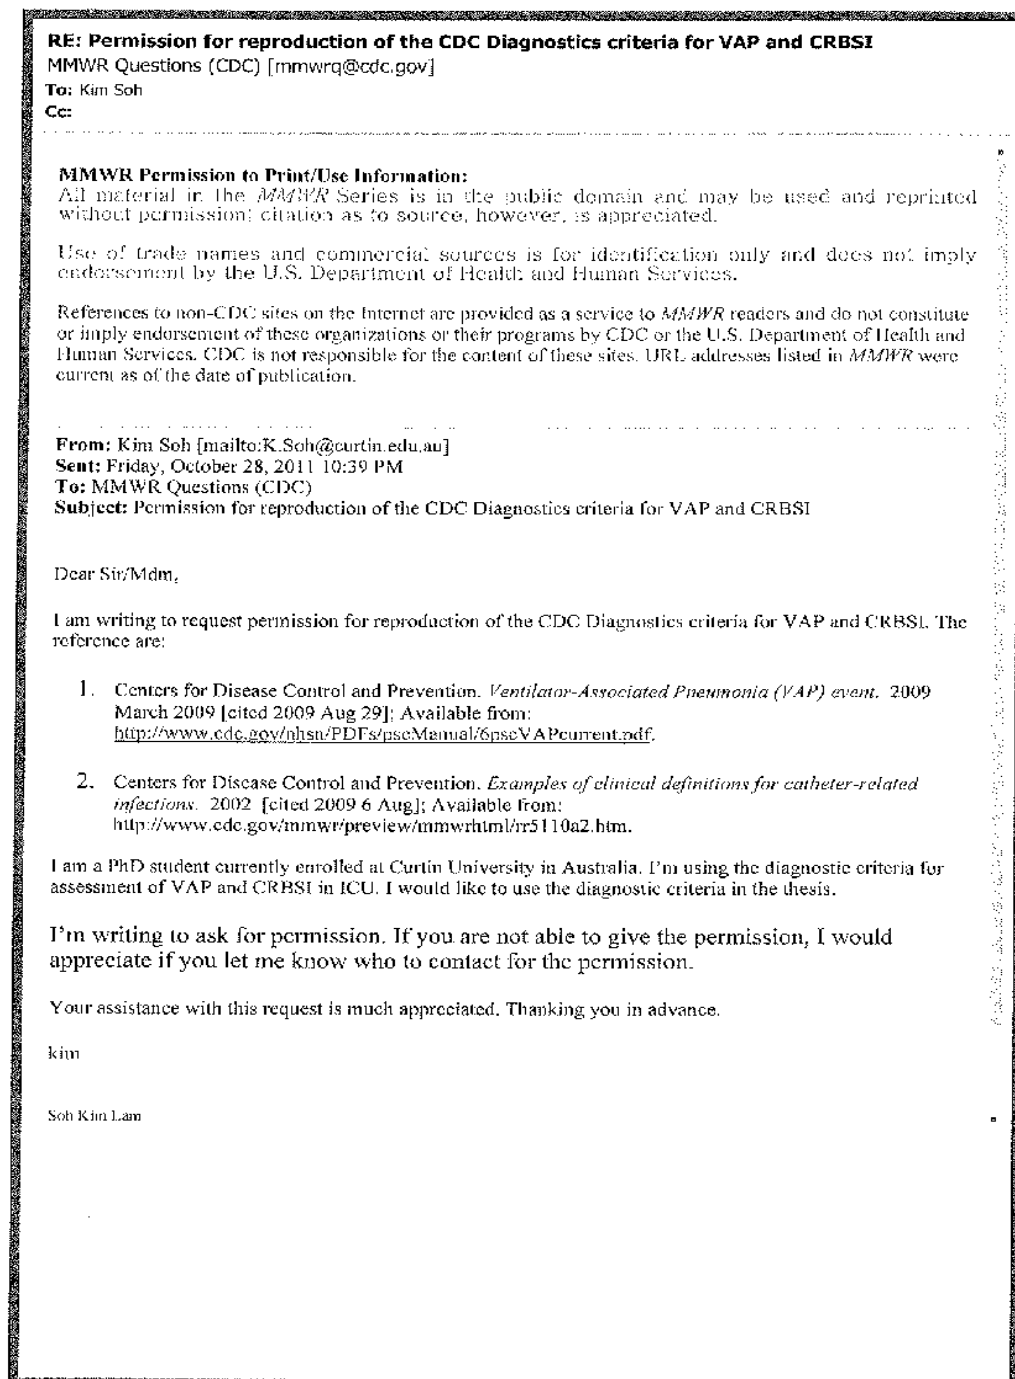 RE: Permission for reproduction of the CDC Diagnostics criteria for VAP and CRBSI
MMWR Questions (CDC) [mmwrq@cdc.gov]
To: Kim Soh
Cc:
MMWR Permission to Print/Use Information:
All material in the MMWR Series is in the public domain and may be used and reprinted
without permission; citation as to source, however, is appreciated.
Use of trade names and commercial sources is for identification only and does not imply
endorsement by the U.S. Department of Health and Human Services.
References to non-CDC sites on the Internet are provided as a service to MMWR readers and do not constitute
or imply endorsement of these organizations or their programs by CDC or the U.S. Department of Health and
Human Services. CDC is not responsible for the content of these sites. URL addresses listed in MMWR were
current as of the date of publication.
From: Kim Soh [mailto:K.Soh@curtin.edu.au]
Sent: Friday, October 28, 2011 10:39 PM
To: MMWR Questions (CDC)
Subject: Permission for reproduction of the CDC Diagnostics criteria for VAP and CRBSI
Dear Sir/Mdm,
I am writing to request permission for reproduction of the CDC Diagnostics criteria for VAP and CRBSI. The
reference are:
1. Centers for Disease Control and Prevention. Ventilator-Associated Pneumonia (VAP) event. 2009
March 2009 [cited 2009 Aug 29]; Available from:
http://www.cdc.gov/nhsn/PDFs/pscManual/6pscVAPcurrent.pdf.
2. Centers for Disease Control and Prevention. Examples of clinical definitions for catheter-related
infections. 2002 [cited 2009 6 Aug]; Available from:
http://www.cdc.gov/mmwr/preview/mmwrhtml/rr5110a2.htm.
I am a PhD student currently enrolled at Curtin University in Australia. I'm using the diagnostic criteria for
assessment of VAP and CRBSI in ICU. I would like to use the diagnostic criteria in the thesis.
I'm writing to ask for permission. If you are not able to give the permission, I would
appreciate if you let me know who to contact for the permission.
Your assistance with this request is much appreciated. Thanking you in advance.
kim
Soh Kim Lam